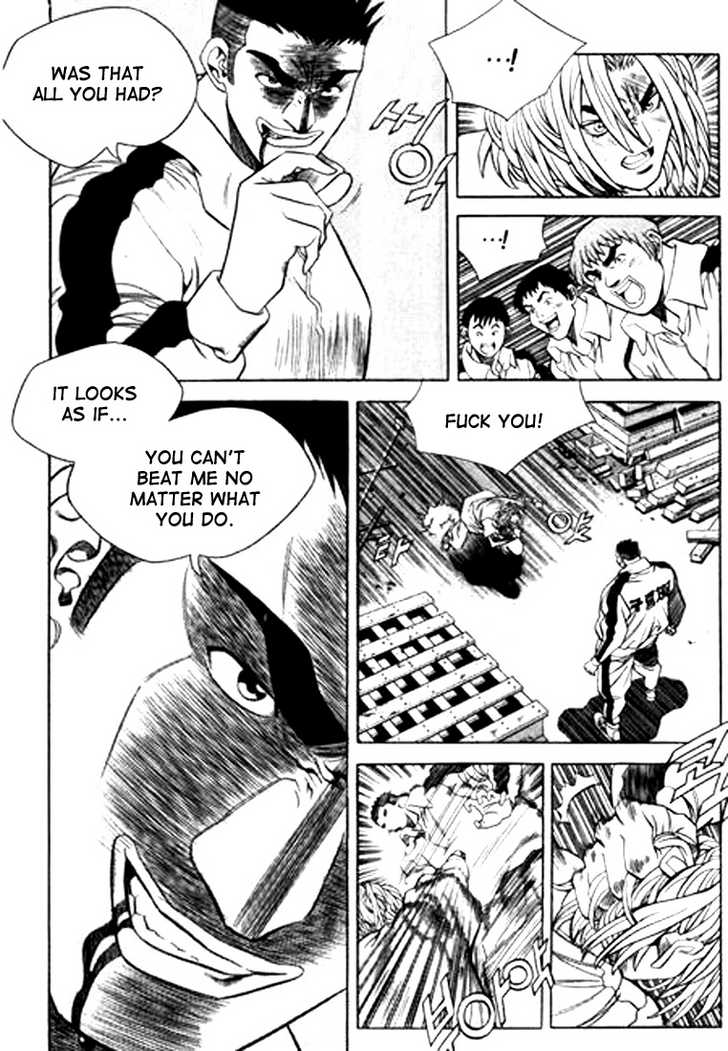 WAS THAT
ALL YOU HAD?
...!
...!
IT LOOKS
AS IF...
YOU CAN'T
BEAT ME NO
MATTER WHAT
YOU DO.
FUCK YOU!